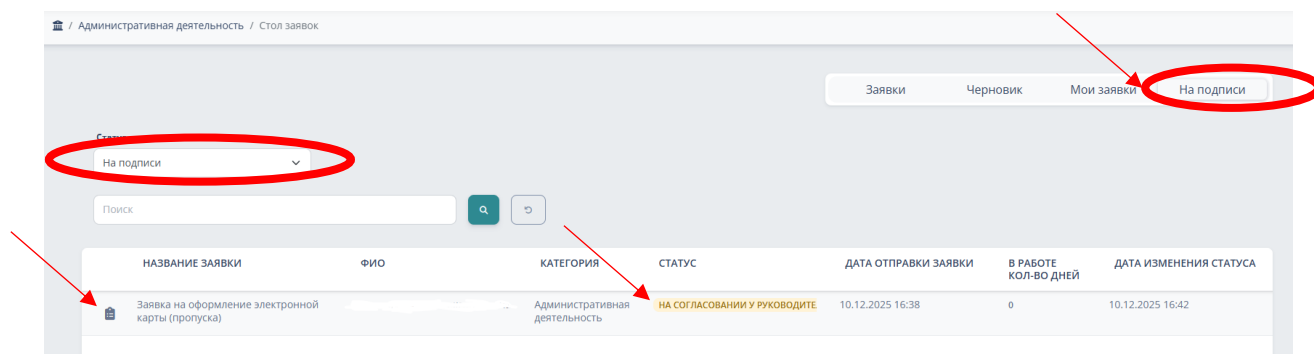 / Административная деятельность / Стол заявок
Заявки Черновик Мои заявки На подписи
На подписи
Поиск
НАЗВАНИЕ ЗАЯВКИ ФИО КАТЕГОРИЯ СТАТУС ДАТА ОТПРАВКИ ЗАЯВКИ В РАБОТЕ ДАТА ИЗМЕНЕНИЯ СТАТУСА
КОЛ-ВО ДНЕЙ
Заявка на оформление электронной Административная НА СОГЛАСОВАНИИ У РУКОВОДИТЕ 10.12.2025 16:38 0 10.12.2025 16:42
карты (пропуска) деятельность